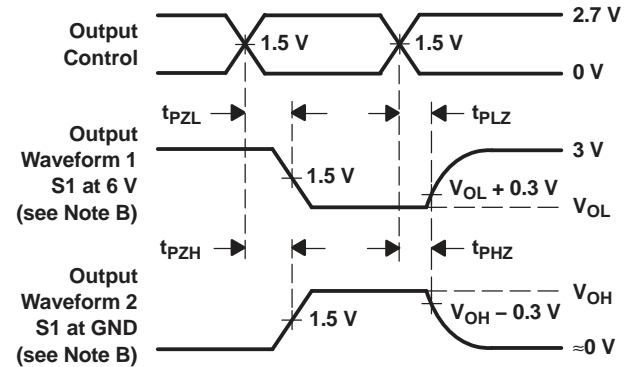 Output
Control
1.5 V
1.5 V
2.7 V
0 V
tPZL
tPLZ
Output
Waveform 1
S1 at 6 V
(see Note B)
1.5 V
3 V
VOL + 0.3 V
VOL
tPZH
tPHZ
Output
Waveform 2
S1 at GND
(see Note B)
1.5 V
VOH
VOH − 0.3 V
≈0 V